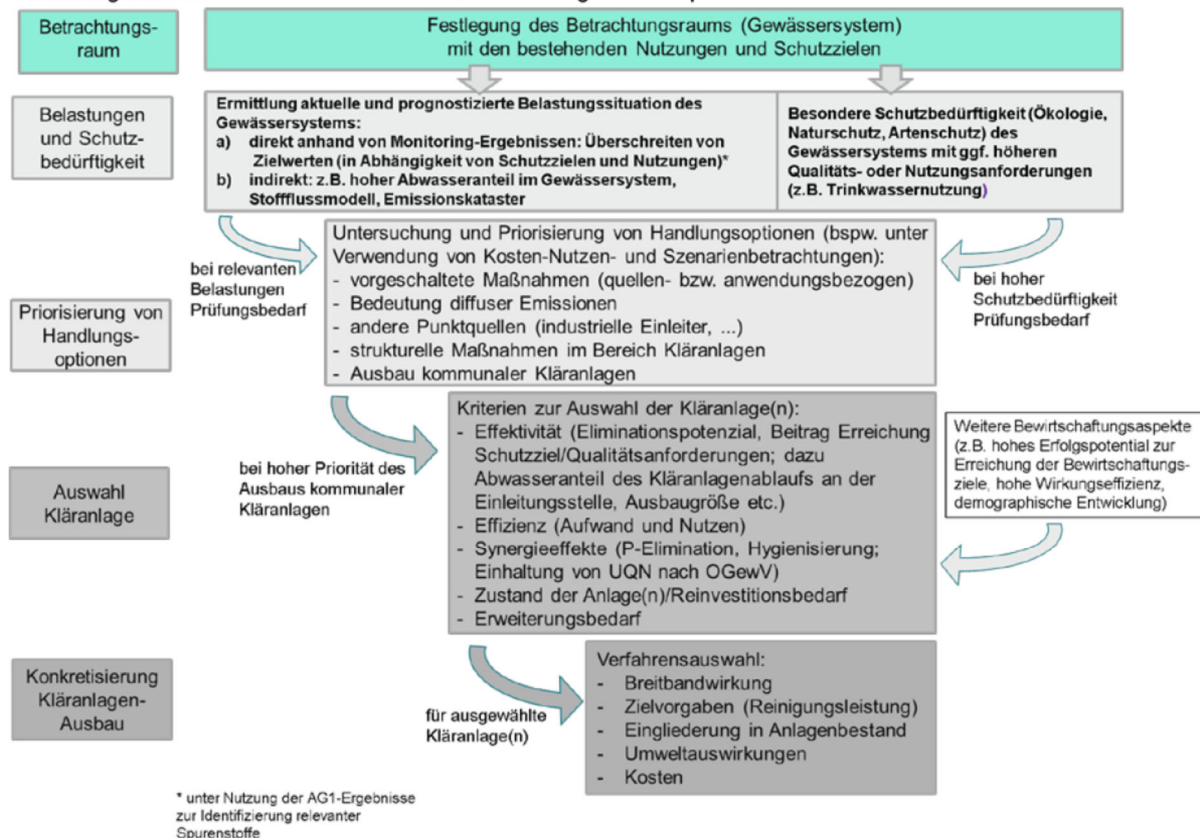 Betrachtungs-
raum
Festlegung des Betrachtungsraums (Gewässersystem)
mit den bestehenden Nutzungen und Schutzzielen
Belastungen
und Schutz-
bedürftigkeit
Ermittlung aktuelle und prognostizierte Belastungssituation des
Gewässersystems:
a) direkt anhand von Monitoring-Ergebnissen: Überschreiten von
Zielwerten (in Abhängigkeit von Schutzzielen und Nutzungen)*
b) indirekt: z.B. hoher Abwasseranteil im Gewässersystem,
Stoffflussmodell, Emissionskataster
Besondere Schutzbedürftigkeit (Ökologie,
Naturschutz, Artenschutz) des
Gewässersystems mit ggf. höheren
Qualitäts- oder Nutzungsanforderungen
(z.B. Trinkwassernutzung)
bei relevanten
Belastungen
Prüfungsbedarf
bei hoher
Schutzbedürftigkeit
Prüfungsbedarf
Priorisierung von
Handlungs-
optionen
Untersuchung und Priorisierung von Handlungsoptionen (bspw. unter
Verwendung von Kosten-Nutzen- und Szenarienbetrachtungen):
- vorgeschaltete Maßnahmen (quellen- bzw. anwendungsbezogen)
- Bedeutung diffuser Emissionen
- andere Punktquellen (industrielle Einleiter, ...)
- strukturelle Maßnahmen im Bereich Kläranlagen
- Ausbau kommunaler Kläranlagen
bei hoher Priorität des
Ausbaus kommunaler
Kläranlagen
Auswahl
Kläranlage
Kriterien zur Auswahl der Kläranlage(n):
- Effektivität (Eliminationspotenzial, Beitrag Erreichung
Schutzziel/Qualitätsanforderungen; dazu
Abwasseranteil des Kläranlagenablaufs an der
Einleitungsstelle, Ausbaugröße etc.)
- Effizienz (Aufwand und Nutzen)
- Synergieeffekte (P-Elimination, Hygienisierung;
Einhaltung von UQN nach OGewV)
- Zustand der Anlage(n)/Reinvestitionsbedarf
- Erweiterungsbedarf
Weitere Bewirtschaftungsaspekte
(z.B. hohes Erfolgspotential zur
Erreichung der Bewirtschaftungs-
ziele, hohe Wirkungseffizienz,
demographische Entwicklung)
Konkretisierung
Kläranlagen-
Ausbau
für ausgewählte
Kläranlage(n)
Verfahrensauswahl:
- Breitbandwirkung
- Zielvorgaben (Reinigungsleistung)
- Eingliederung in Anlagenbestand
- Umweltauswirkungen
- Kosten
* unter Nutzung der AG1-Ergebnisse
zur Identifizierung relevanter
Spurenstoffe